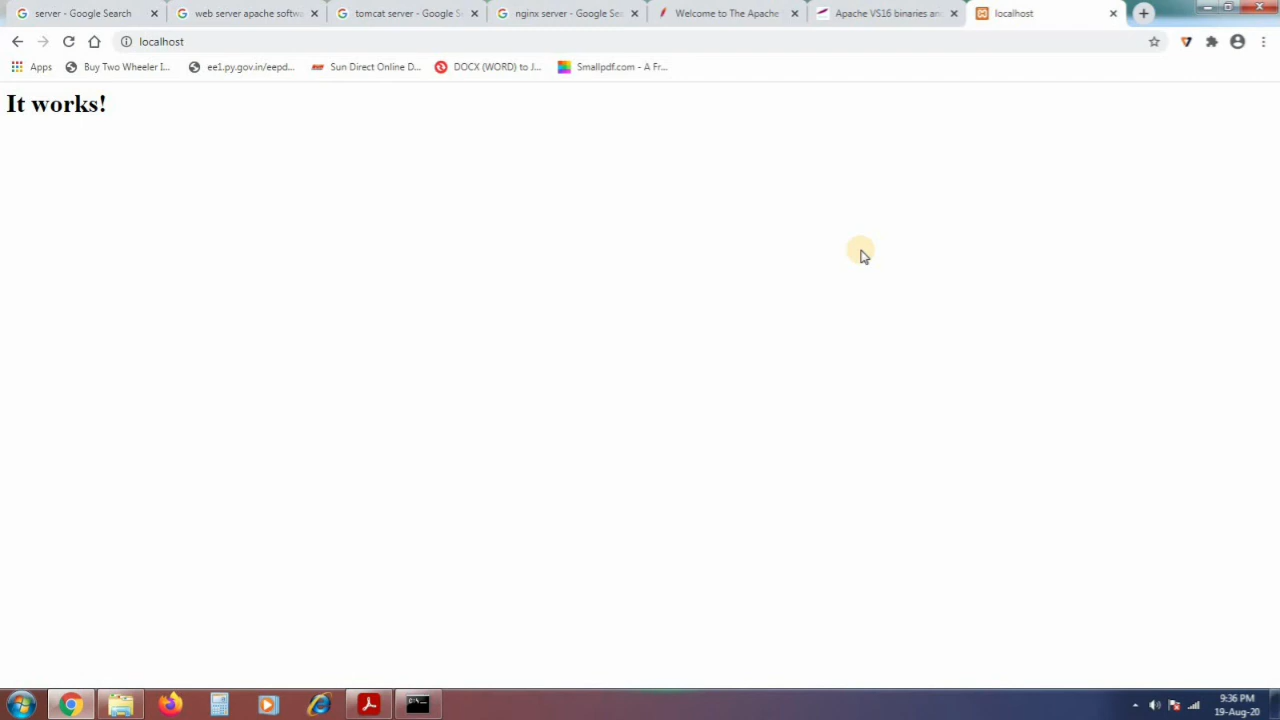 server - Google Search
web server apache softw
tomcat server - Google S
nginx server - Google Sea
Welcome to The Apache
Apache VS16 binaries an
localhost
localhost
Apps
Buy Two Wheeler I...
ee1.py.gov.in/eepd...
Sun Direct Online D...
DOCX (WORD) to J...
Smallpdf.com - A Fr...
It works!
C:\
9:36 PM
19-Aug-20